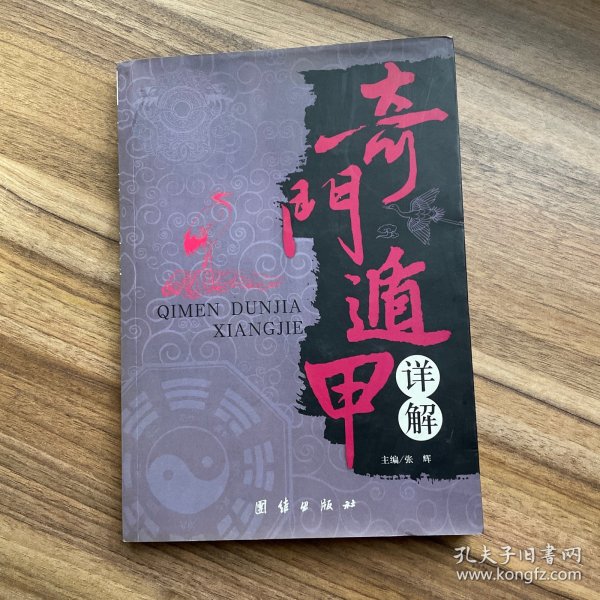 奇門遁甲
详解
QIMEN DUNJIA
XIANGJIE
主编/张 辉
团结出版社
孔夫子旧書网
www.kongfz.com